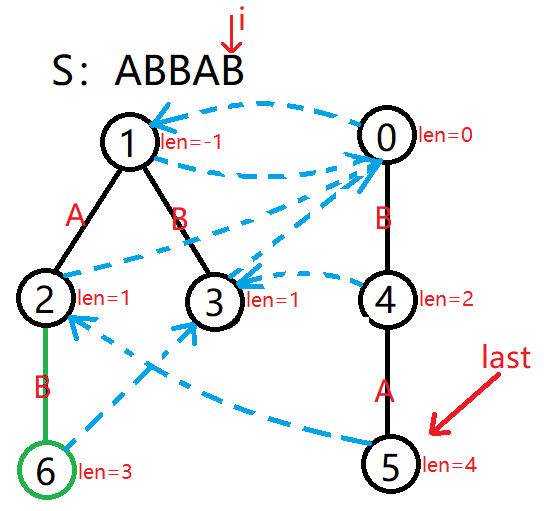 i
S：ABBAB
1
len=-1
0
len=0
A
B
B
2
len=1
3
len=1
4
len=2
last
B
A
6
len=3
5
len=4